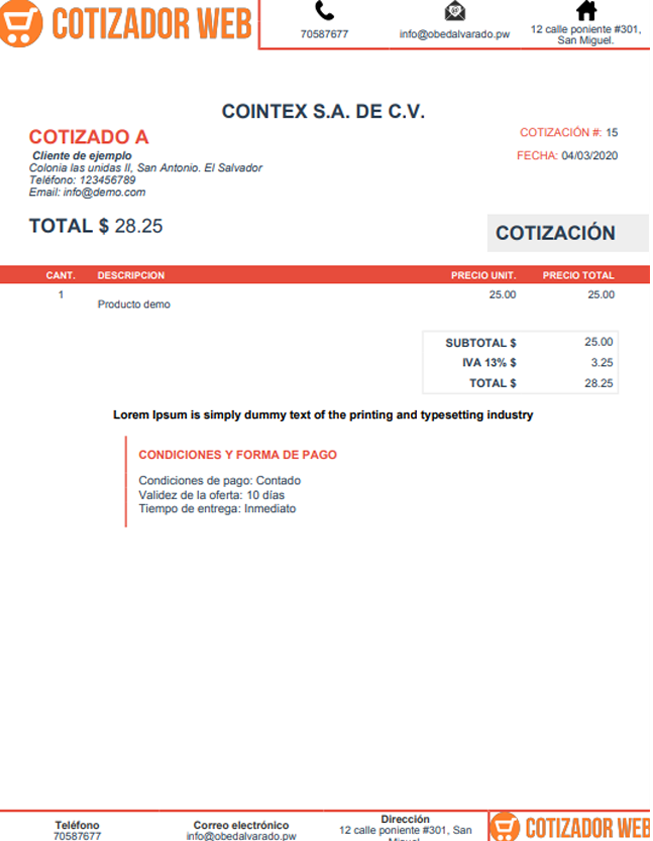 COTIZADOR WEB
70587677
info@obedalvarado.pw
12 calle poniente #301,
San Miguel.
COINTEX S.A. DE C.V.
COTIZADO A
Cliente de ejemplo
Colonia las unidas II, San Antonio. El Salvador
Teléfono: 123456789
Email: info@demo.com
COTIZACIÓN #: 15
FECHA: 04/03/2020
TOTAL $ 28.25
COTIZACIÓN
CANT. DESCRIPCION PRECIO UNIT. PRECIO TOTAL
1 Producto demo 25.00 25.00
SUBTOTAL $ 25.00
IVA 13% $ 3.25
TOTAL $ 28.25
Lorem Ipsum is simply dummy text of the printing and typesetting industry
CONDICIONES Y FORMA DE PAGO
Condiciones de pago: Contado
Validez de la oferta: 10 días
Tiempo de entrega: Inmediato
Teléfono
70587677
Correo electrónico
info@obedalvarado.pw
Dirección
12 calle poniente #301, San
Miguel.
COTIZADOR WEB